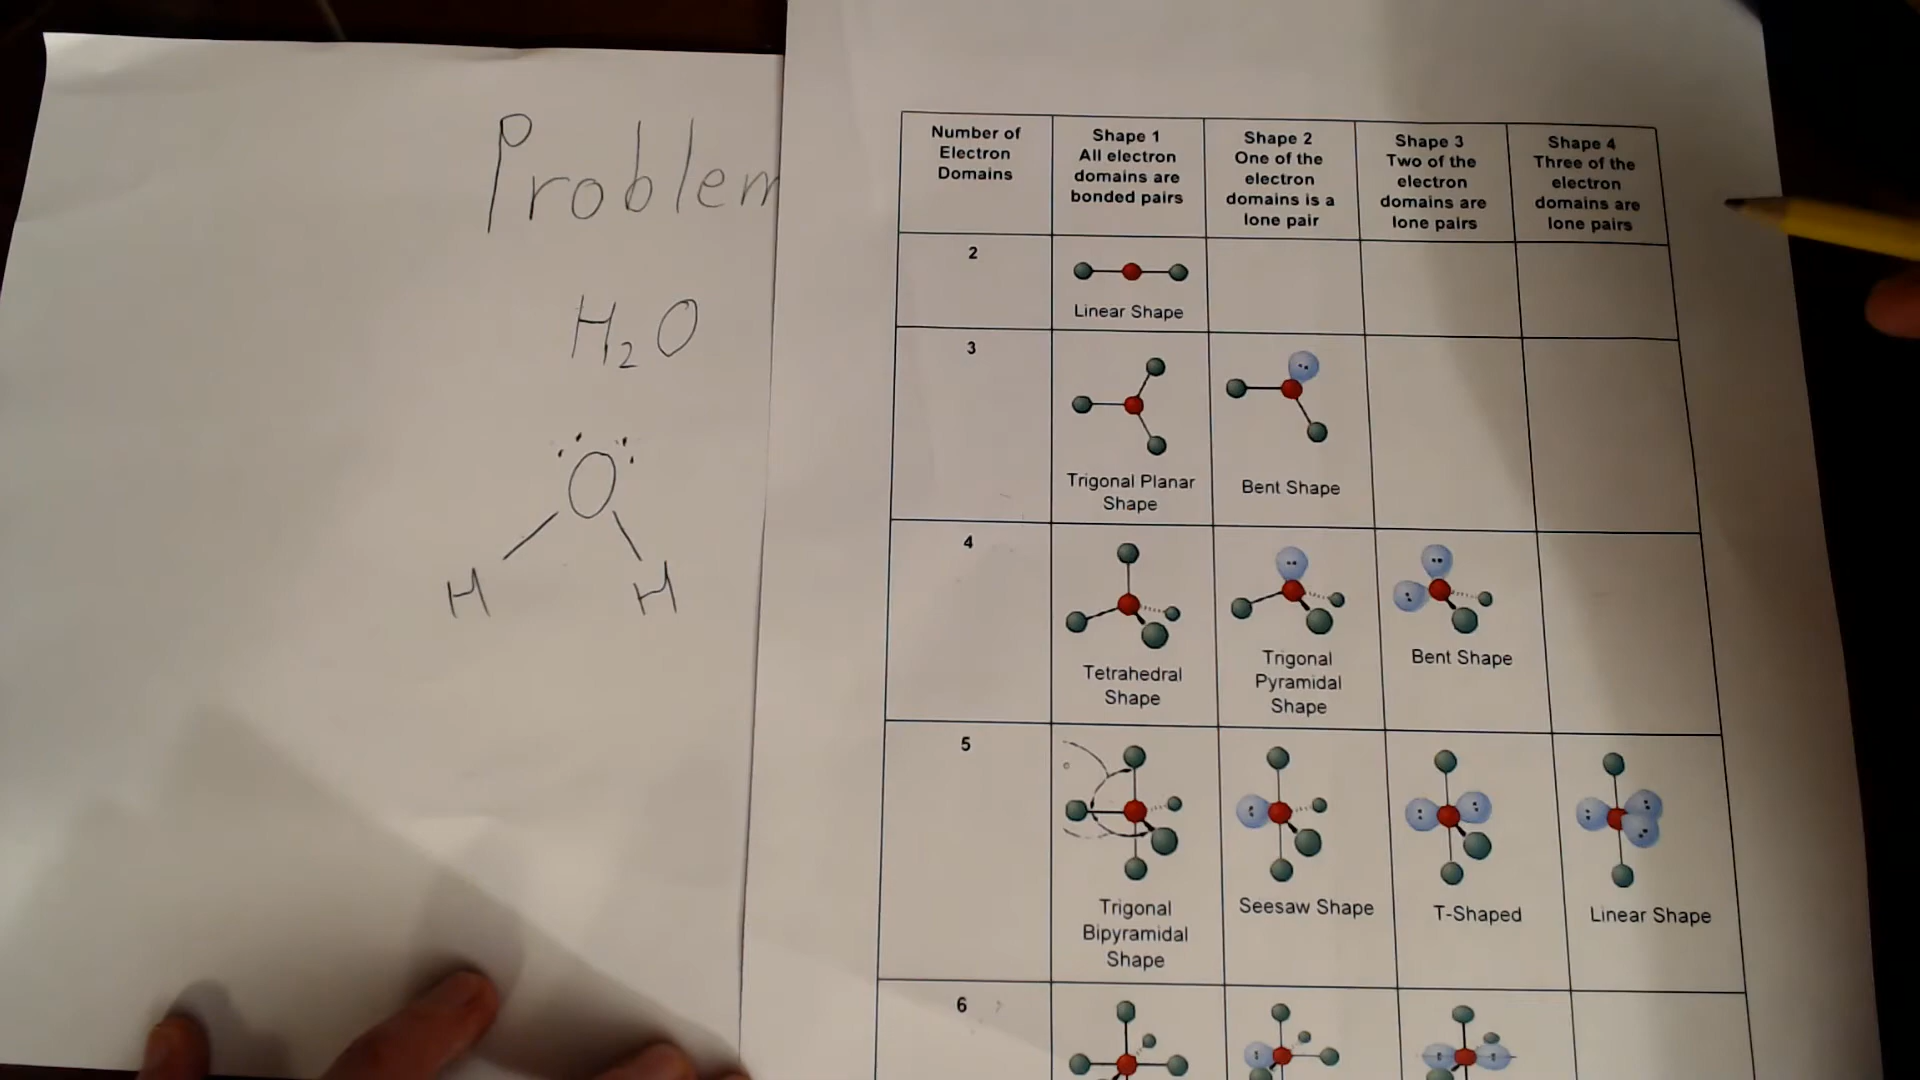 Problem
H₂O
O
H H
Number of
Electron
Domains
Shape 1
All electron
domains are
bonded pairs
Shape 2
One of the
electron
domains is a
lone pair
Shape 3
Two of the
electron
domains are
lone pairs
Shape 4
Three of the
electron
domains are
lone pairs
2
Linear Shape
3
Trigonal Planar
Shape
Bent Shape
4
Tetrahedral
Shape
Trigonal
Pyramidal
Shape
Bent Shape
5
Trigonal
Bipyramidal
Shape
Seesaw Shape
T-Shaped
Linear Shape
6